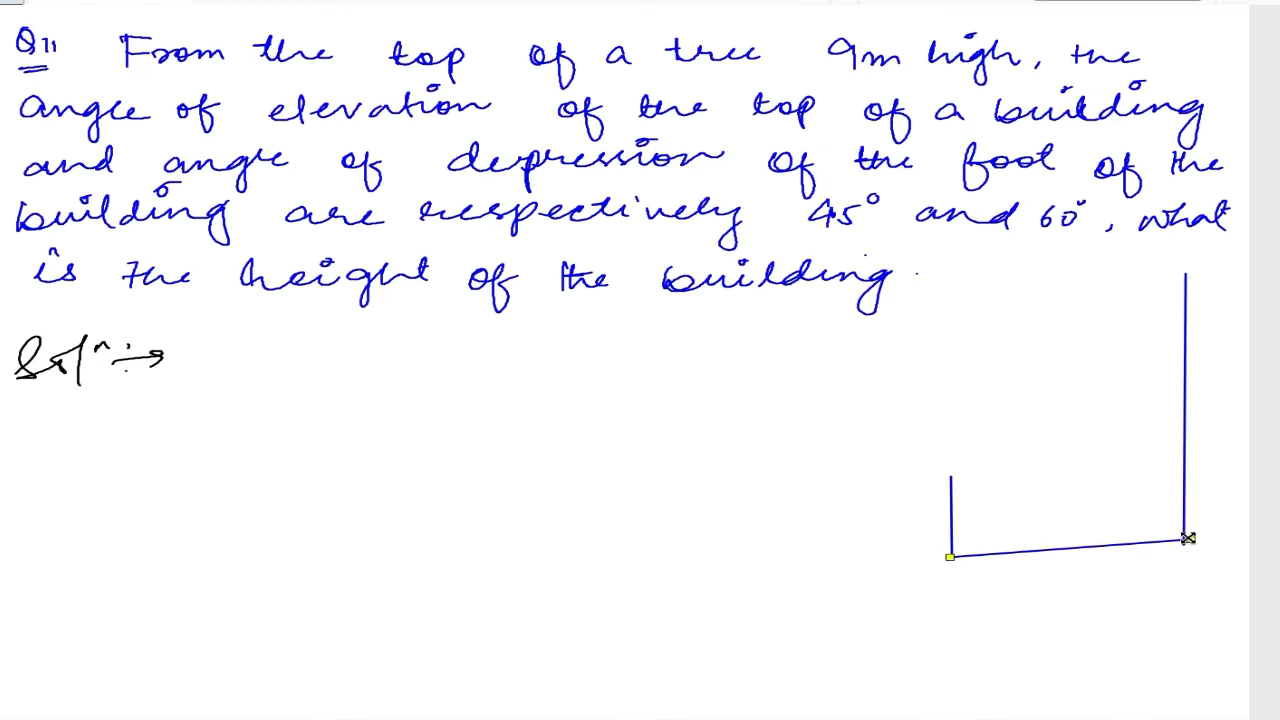 Q11 From the top of a tree 9m high, the
angle of elevation of the top of a building
and angle of depression of the foot of the
building are respectively 45° and 60°, what
is the height of the building.
Solⁿ:→